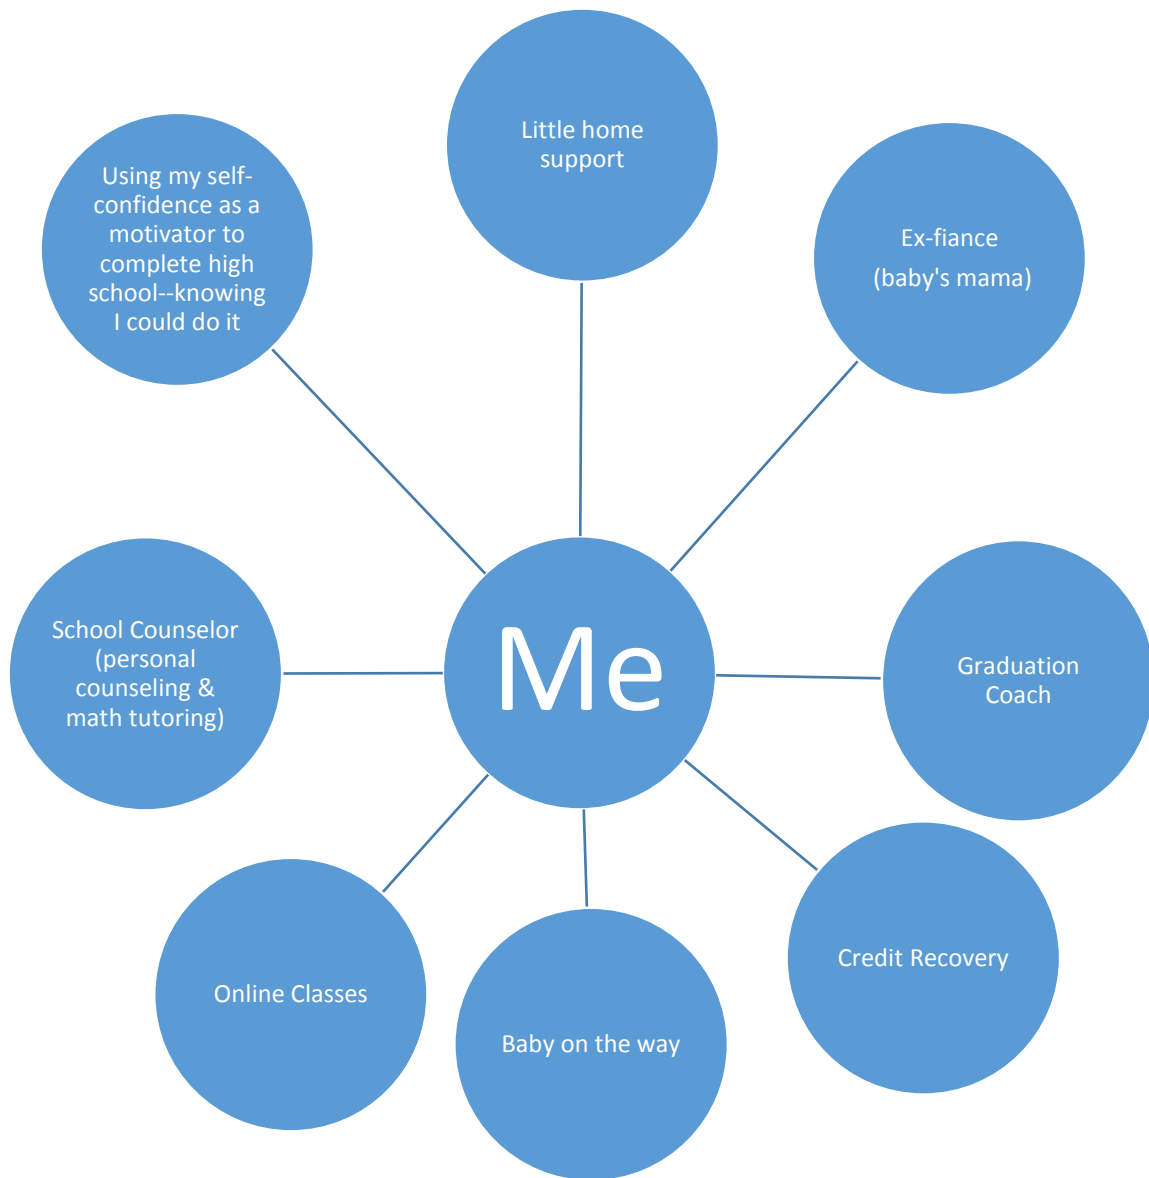 Little home
support
Using my self-
confidence as a
motivator to
complete high
school--knowing
I could do it
Ex-fiance
(baby's mama)
School Counselor
(personal
counseling &
math tutoring)
Me
Graduation
Coach
Online Classes
Baby on the way
Credit Recovery